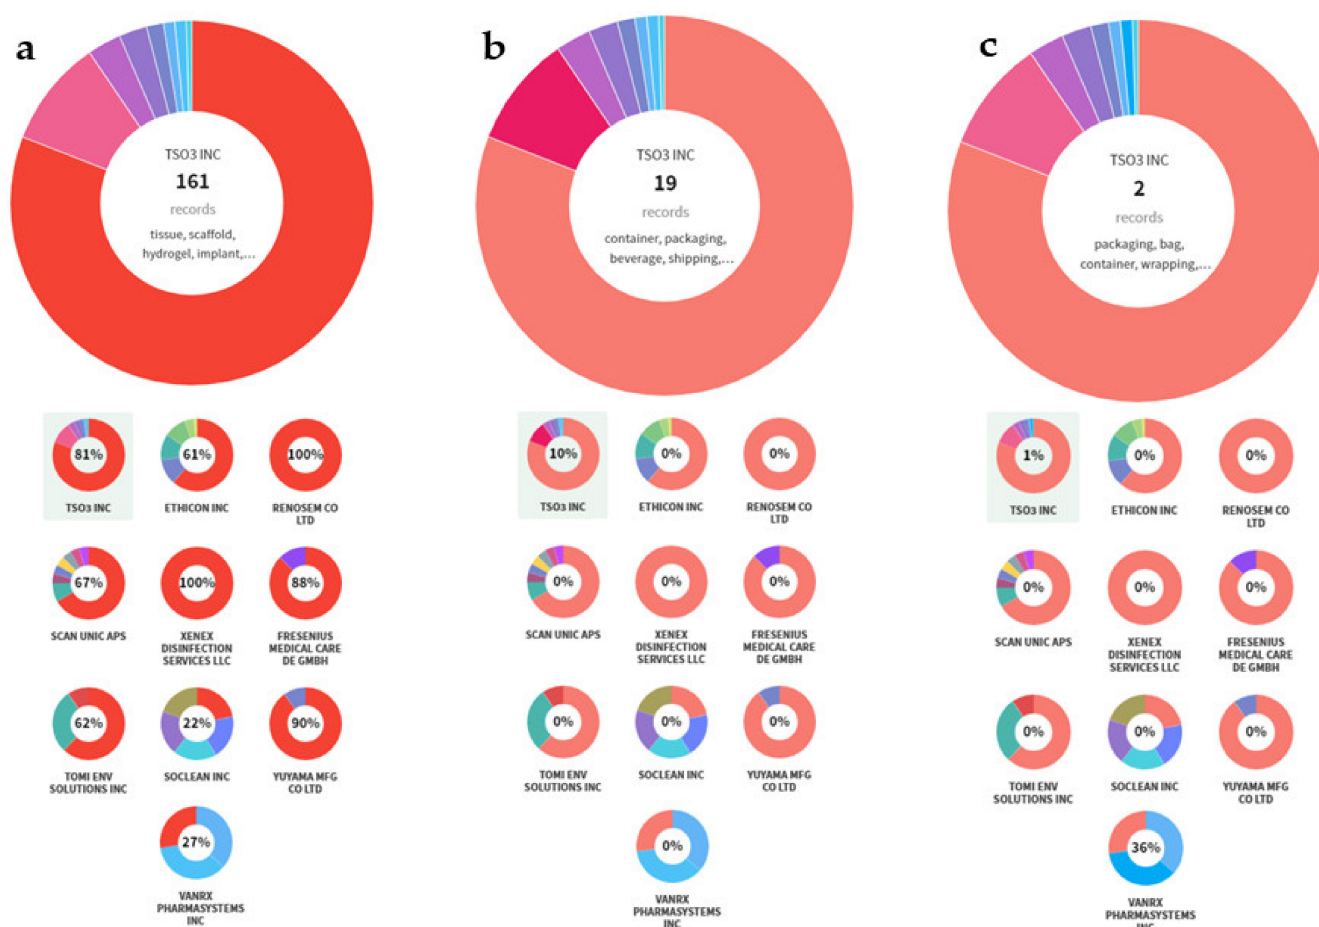 a
TSO3 INC
161
records
tissue, scaffold,
hydrogel, implant,...
81%
61%
100%
TSO3 INC
ETHICON INC
RENOSEM CO
LTD
67%
100%
88%
SCAN UNIC APS
XENEX
DISINFECTION
SERVICES LLC
FRESENIUS
MEDICAL CARE
DE GMBH
62%
22%
90%
TOMI ENV
SOLUTIONS INC
SOCLEAN INC
YUYAMA MFG
CO LTD
27%
VANRX
PHARMASYSTEMS
INC
b
TSO3 INC
19
records
container, packaging,
beverage, shipping,...
10%
0%
0%
TSO3 INC
ETHICON INC
RENOSEM CO
LTD
0%
0%
0%
SCAN UNIC APS
XENEX
DISINFECTION
SERVICES LLC
FRESENIUS
MEDICAL CARE
DE GMBH
0%
0%
0%
TOMI ENV
SOLUTIONS INC
SOCLEAN INC
YUYAMA MFG
CO LTD
0%
VANRX
PHARMASYSTEMS
INC
c
TSO3 INC
2
records
packaging, bag,
container, wrapping,...
1%
0%
0%
TSO3 INC
ETHICON INC
RENOSEM CO
LTD
0%
0%
0%
SCAN UNIC APS
XENEX
DISINFECTION
SERVICES LLC
FRESENIUS
MEDICAL CARE
DE GMBH
0%
0%
0%
TOMI ENV
SOLUTIONS INC
SOCLEAN INC
YUYAMA MFG
CO LTD
36%
VANRX
PHARMASYSTEMS
INC